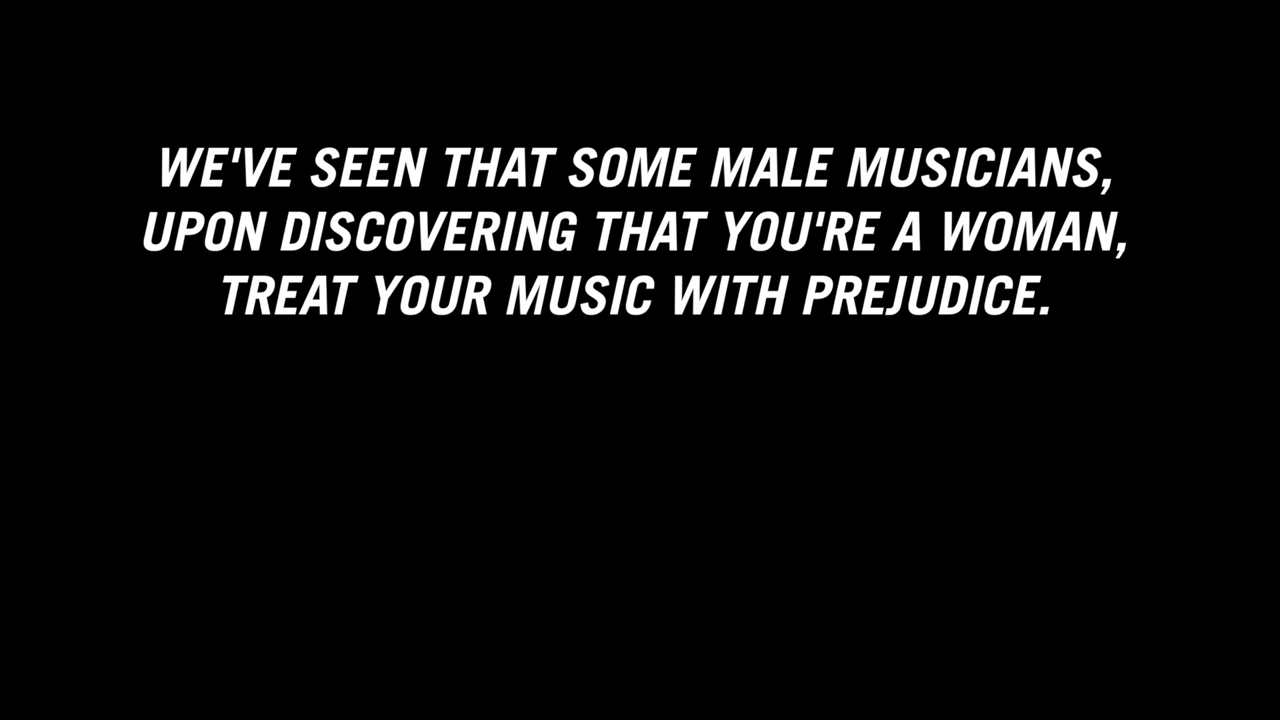 WE'VE SEEN THAT SOME MALE MUSICIANS,
UPON DISCOVERING THAT YOU'RE A WOMAN,
TREAT YOUR MUSIC WITH PREJUDICE.